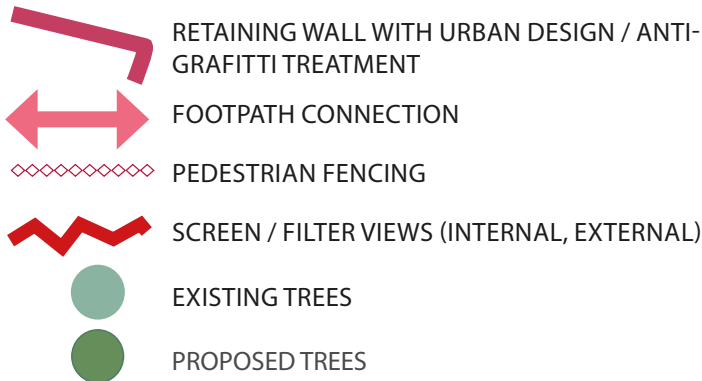 RETAINING WALL WITH URBAN DESIGN / ANTI-
GRAFITTI TREATMENT
FOOTPATH CONNECTION
PEDESTRIAN FENCING
SCREEN / FILTER VIEWS (INTERNAL, EXTERNAL)
EXISTING TREES
PROPOSED TREES